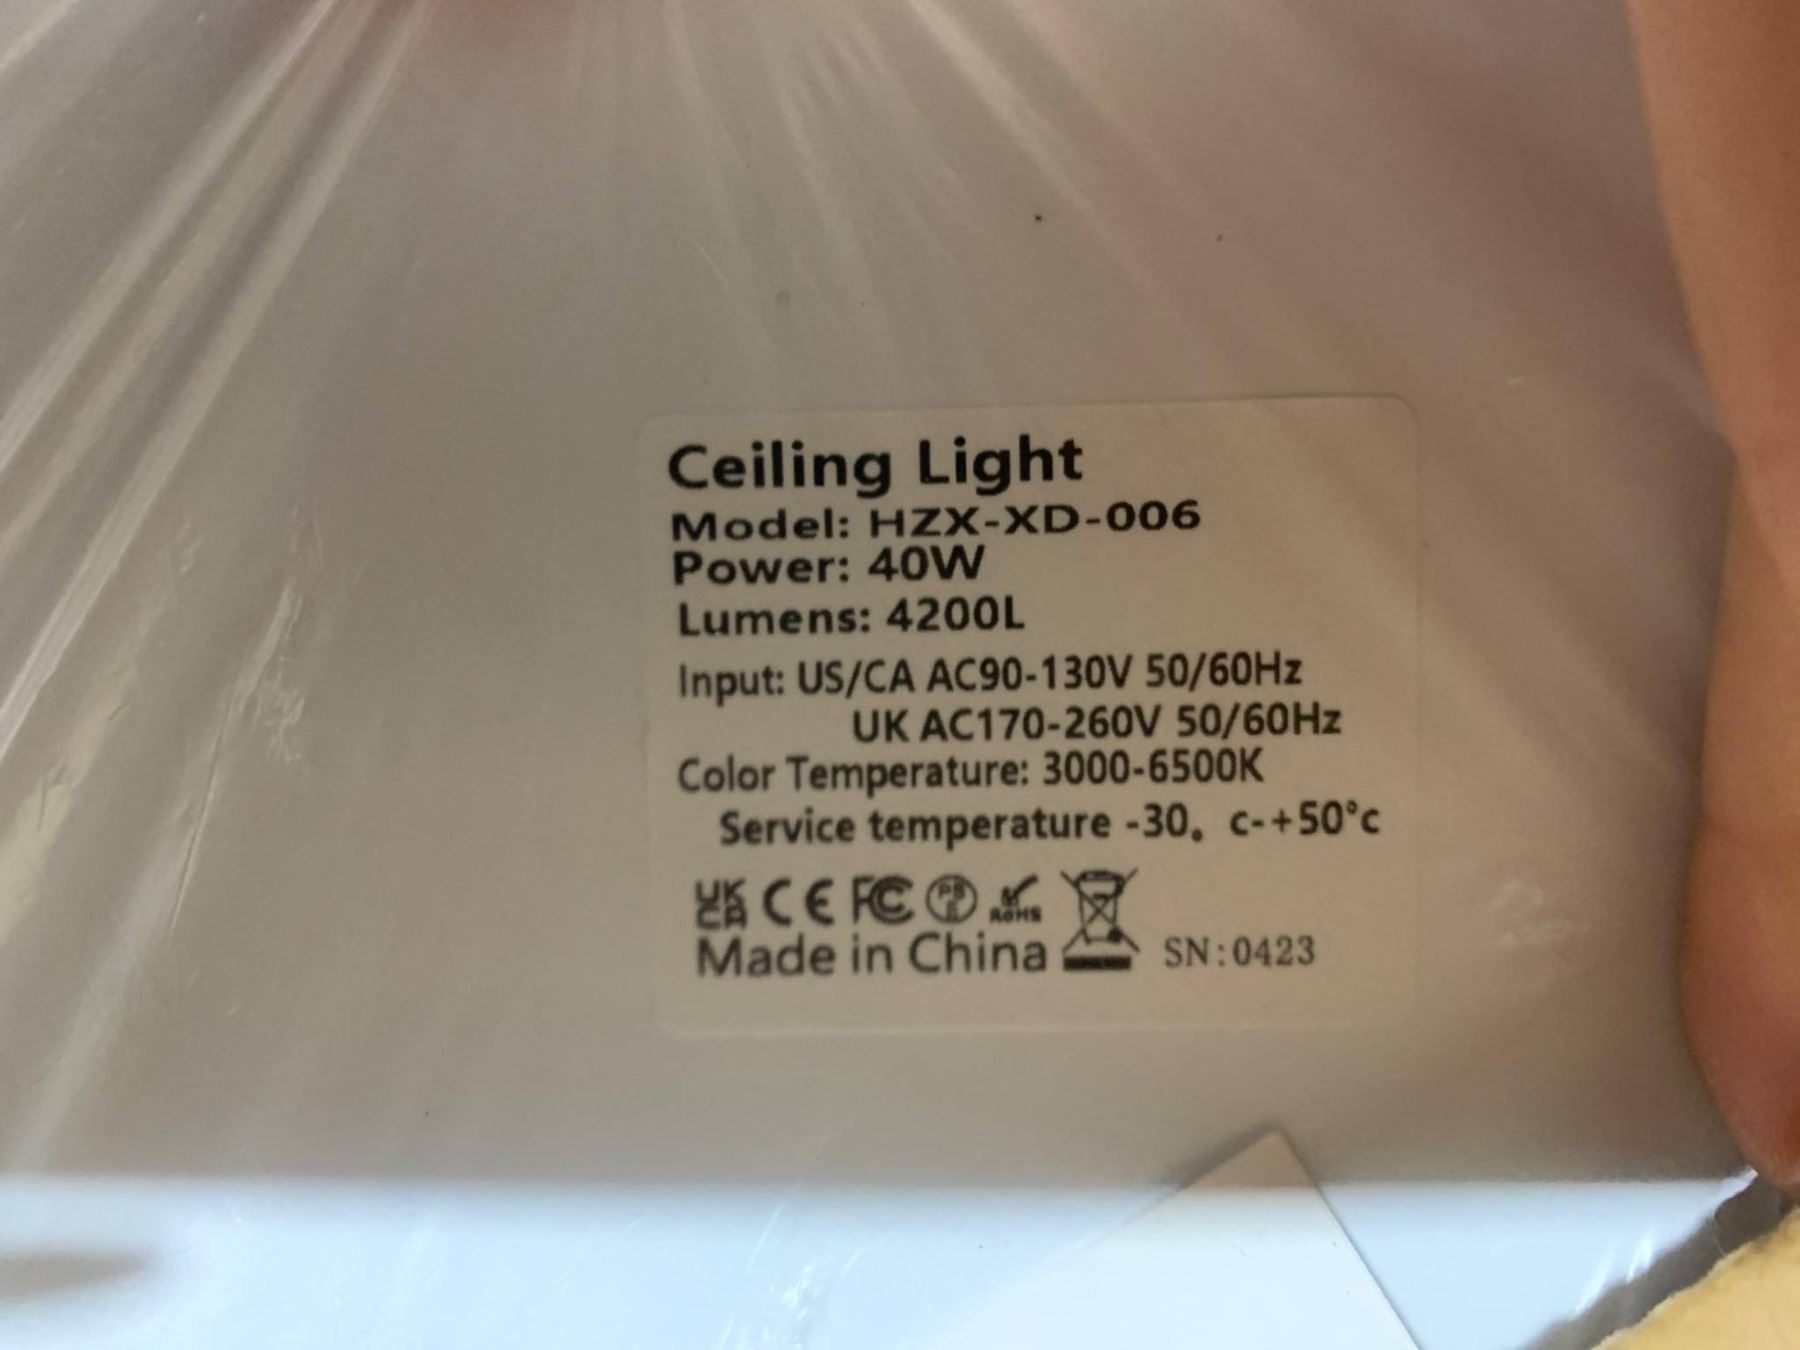 Ceiling Light
Model: HZX-XD-006
Power: 40W
Lumens: 4200L
Input: US/CA AC90-130V 50/60Hz
UK AC170-260V 50/60Hz
Color Temperature: 3000-6500K
Service temperature -30。c-+50°c
UK CA CE FC PS E RoHS
Made in China SN:0423